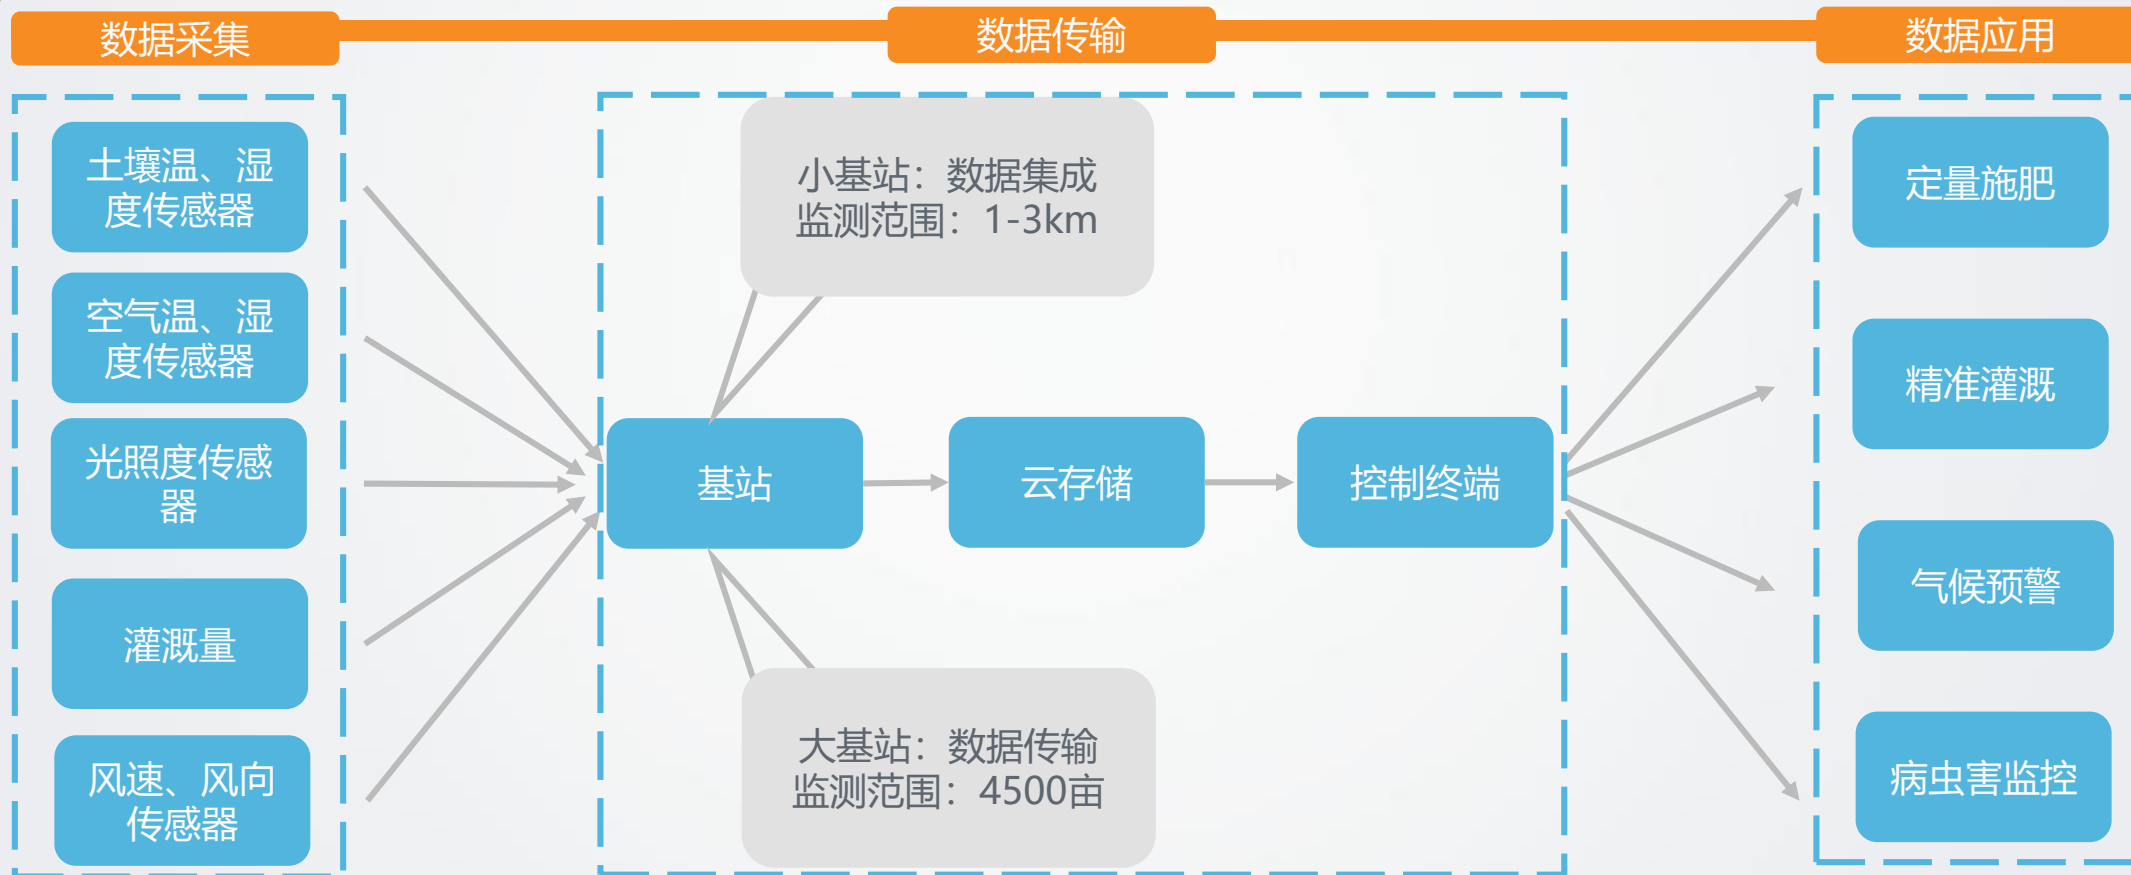 数据采集
数据传输
数据应用
土壤温、湿
度传感器
空气温、湿
度传感器
光照度传感
器
灌溉量
风速、风向
传感器
小基站：数据集成
监测范围：1-3km
基站
云存储
控制终端
大基站：数据传输
监测范围：4500亩
定量施肥
精准灌溉
气候预警
病虫害监控